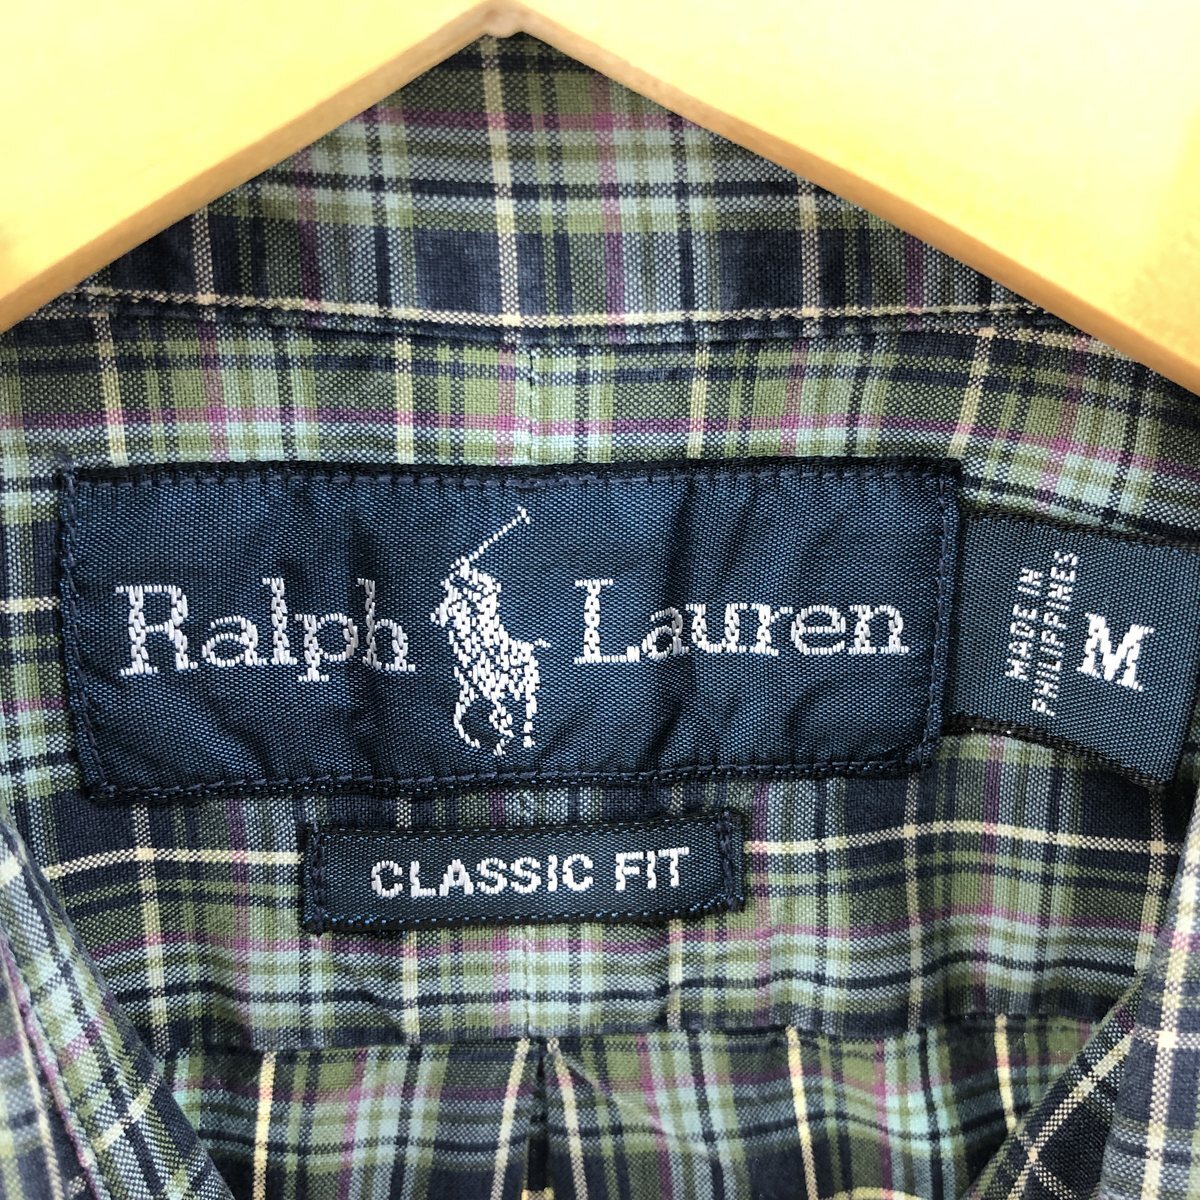 Ralph Lauren
MADE IN
PHILIPPINES
M
CLASSIC FIT